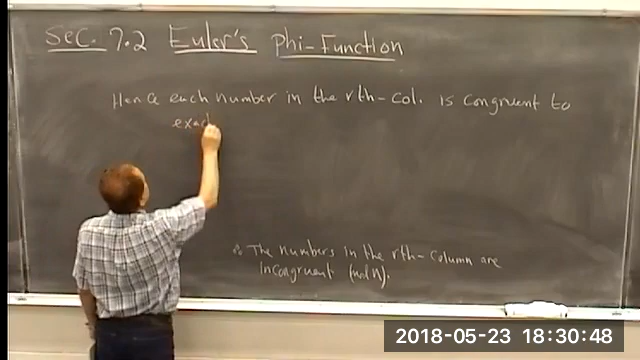 Sec. 7.2 Euler's Phi-Function
Hence each number in the rth-Col. is congruent to
exac
∴ The numbers in the rth-Column are
incongruent (mod n).
2018-05-23 18:30:48